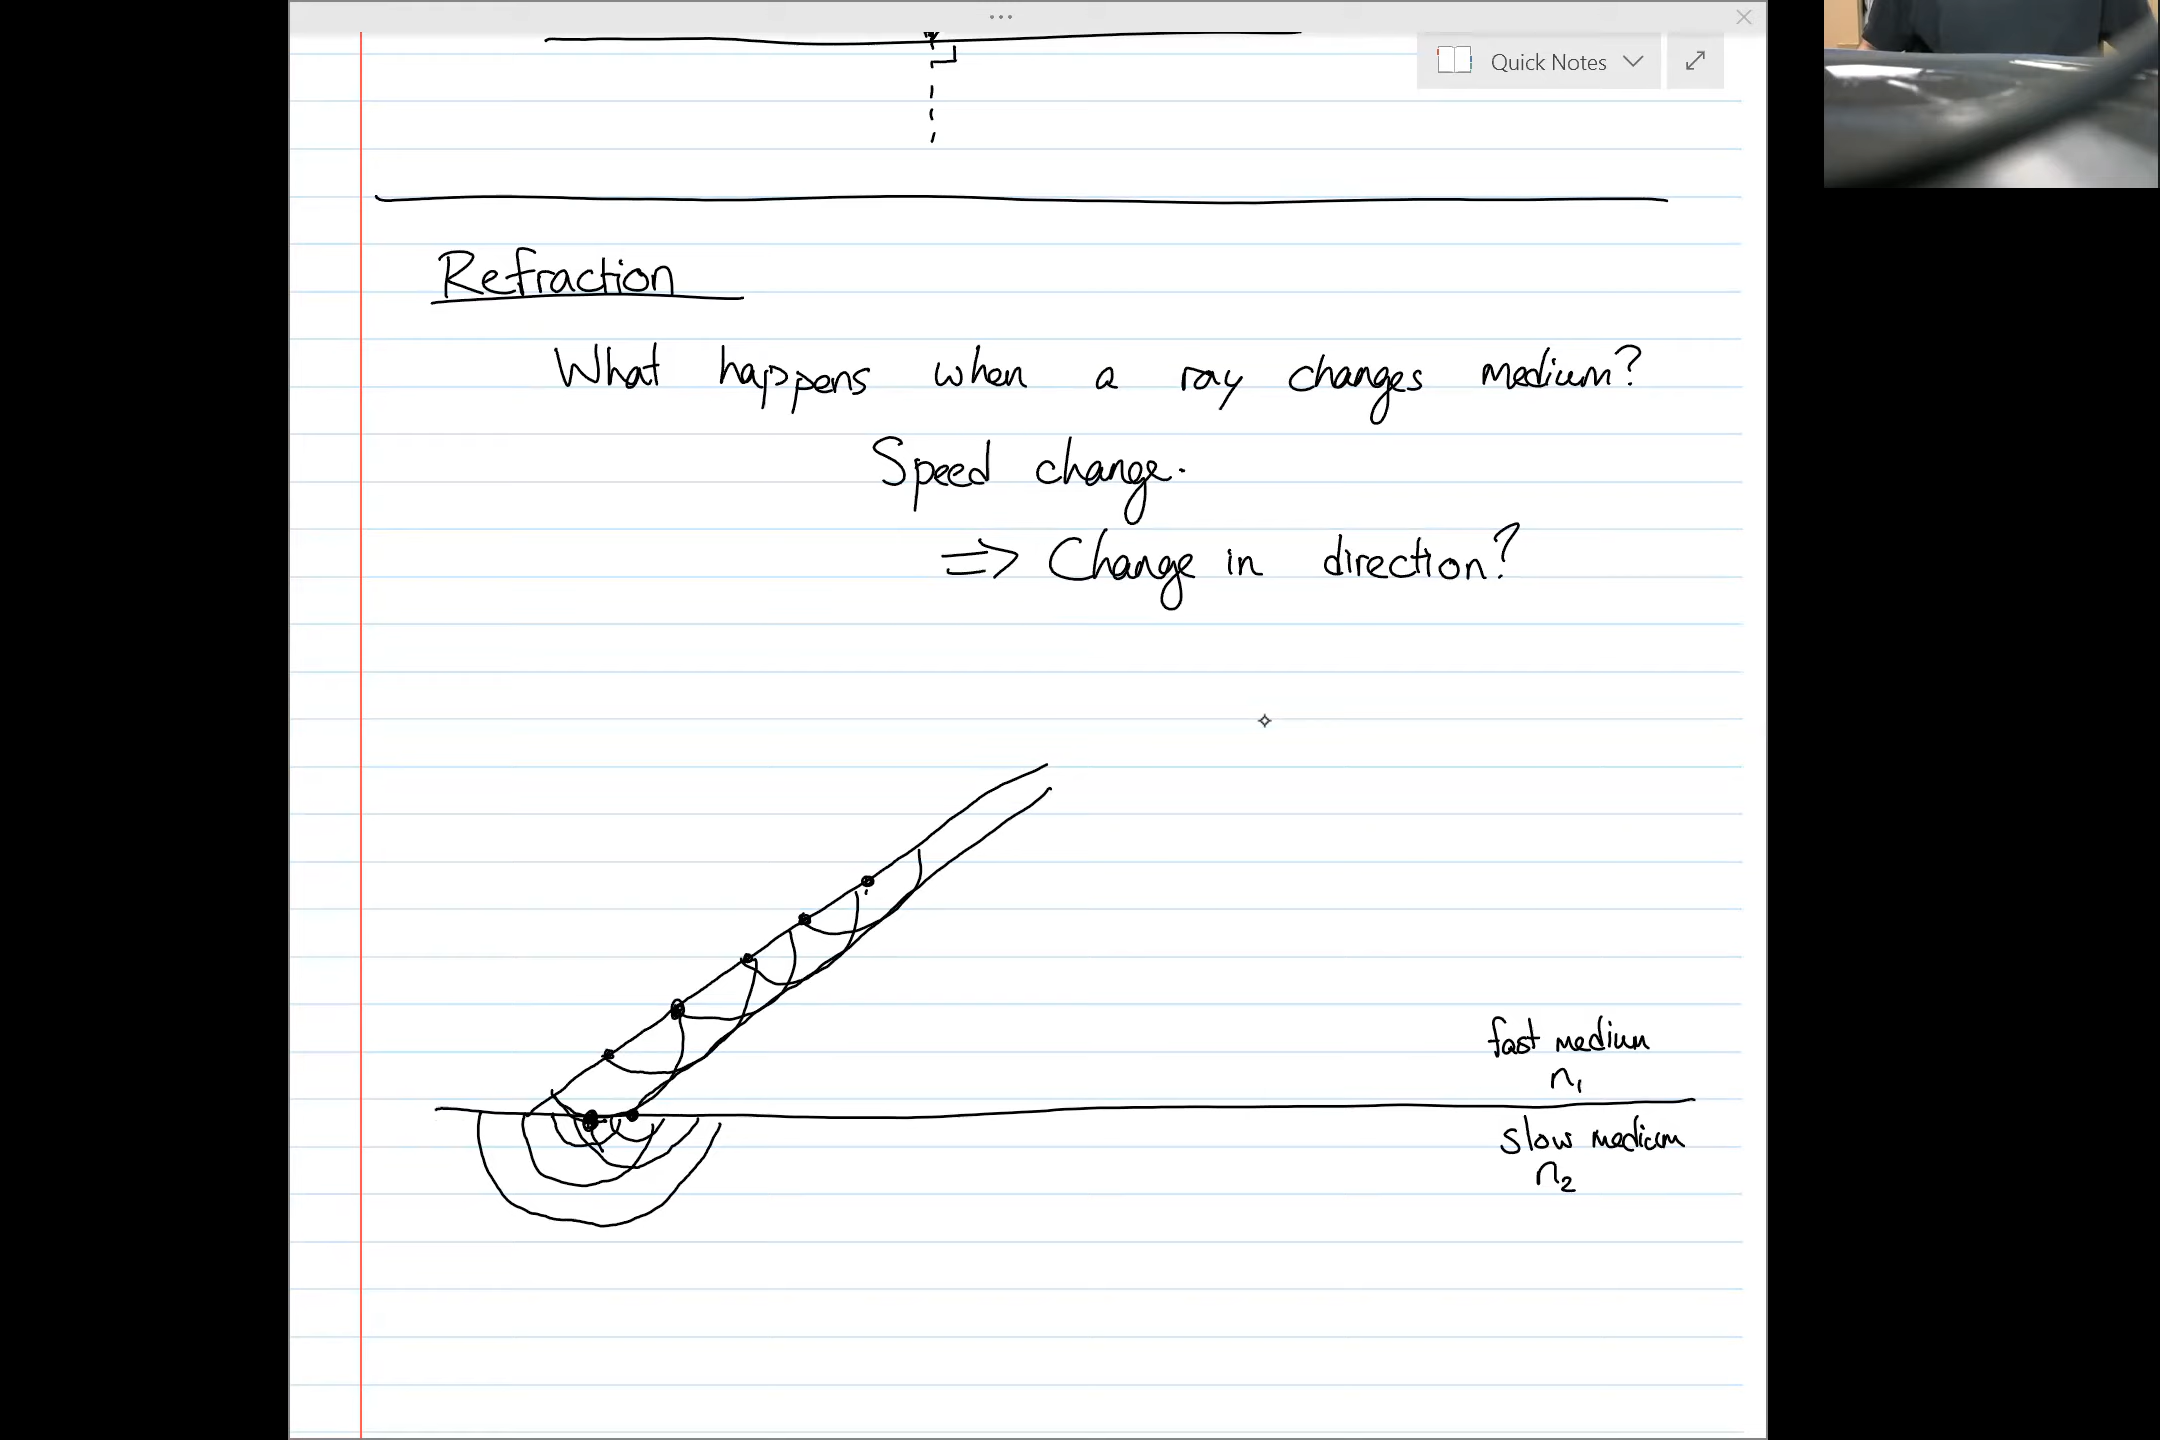 Quick Notes
Refraction
What happens when a ray changes medium?
Speed change.
=> Change in direction?
fast medium
n₁
slow medium
n₂